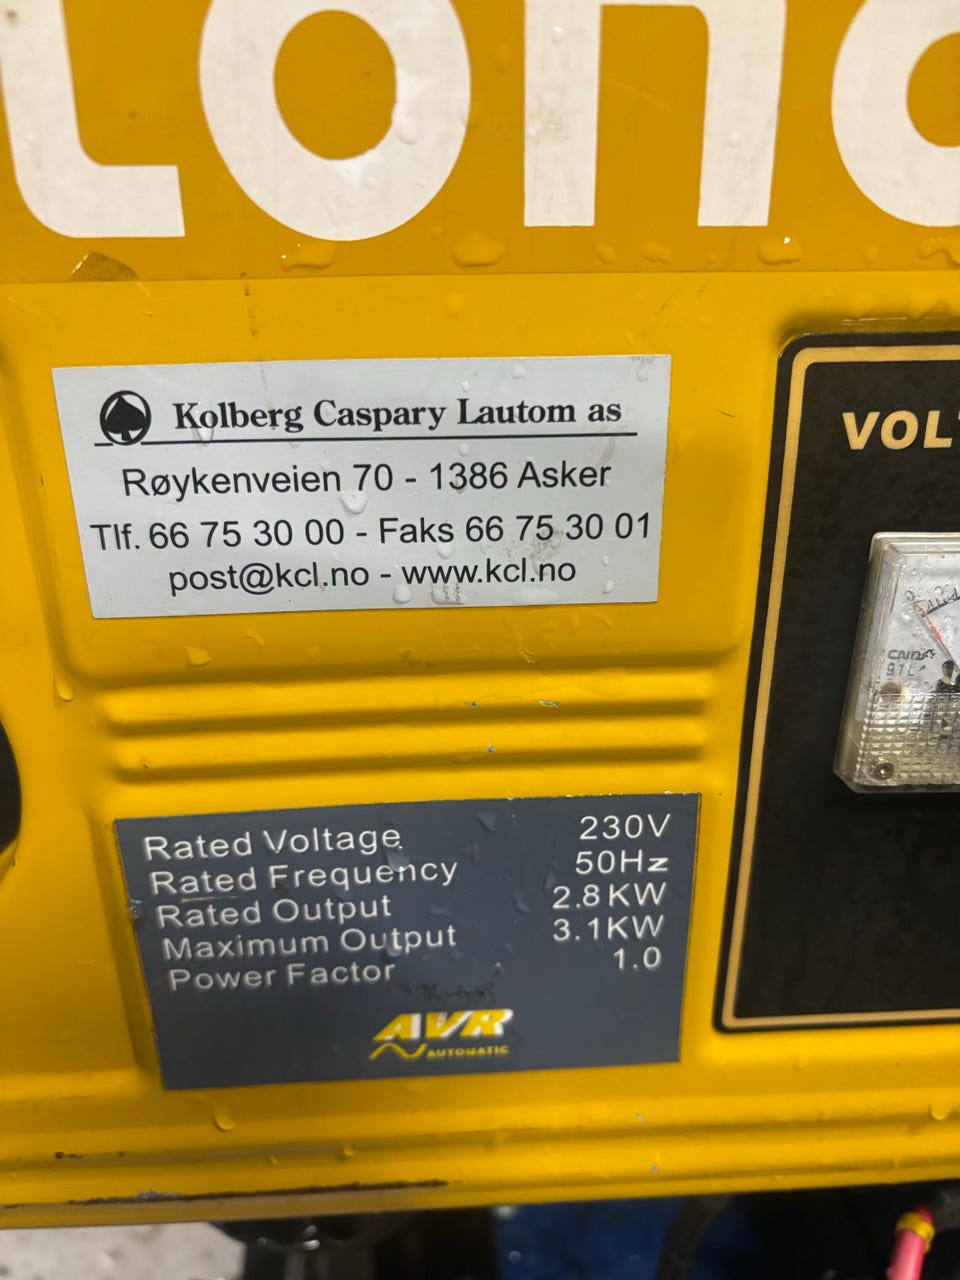 Kolberg Caspary Lautom as
Røykenveien 70 - 1386 Asker
Tlf. 66 75 30 00 - Faks 66 75 30 01
post@kcl.no - www.kcl.no
Rated Voltage 230V
Rated Frequency 50Hz
Rated Output 2.8KW
Maximum Output 3.1KW
Power Factor 1.0
AVR
AUTOMATIC